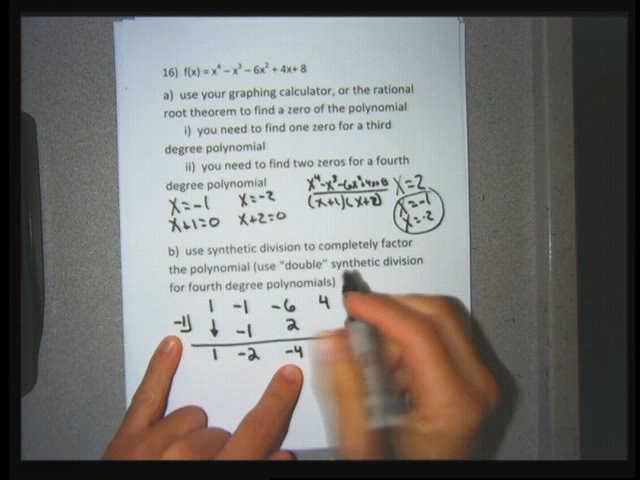 16) f(x) = x⁴ – x³ – 6x² + 4x+ 8
a) use your graphing calculator, or the rational
root theorem to find a zero of the polynomial
i) you need to find one zero for a third
degree polynomial
ii) you need to find two zeros for a fourth
degree polynomial
x=-1 x=-2
x+1=0 x+2=0
x⁴-x³-6x²+4x+8
(x+1)(x+2)
x=2
x=-1
x=-2
b) use synthetic division to completely factor
the polynomial (use "double" synthetic division
for fourth degree polynomials)
1 -1 -6 4
-1 ↓ -1 2
1 -2 -4